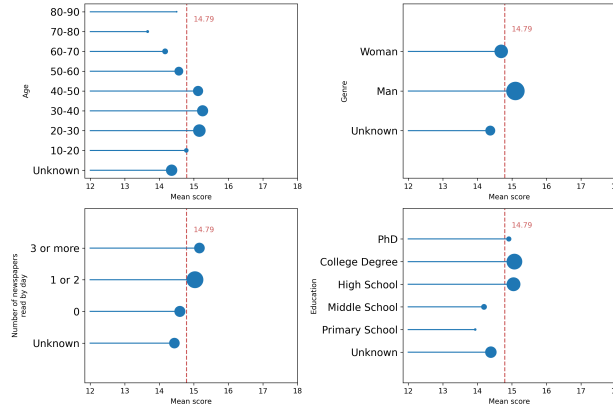 80-90
70-80
60-70
50-60
40-50
30-40
20-30
10-20
Unknown
Age
14.79
12 13 14 15 16 17 18
Mean score
Woman
Man
Unknown
Genre
14.79
12 13 14 15 16 17
Mean score
3 or more
1 or 2
0
Unknown
Number of newspapers
read by day
14.79
12 13 14 15 16 17 18
Mean score
PhD
College Degree
High School
Middle School
Primary School
Unknown
Education
14.79
12 13 14 15 16 17
Mean score